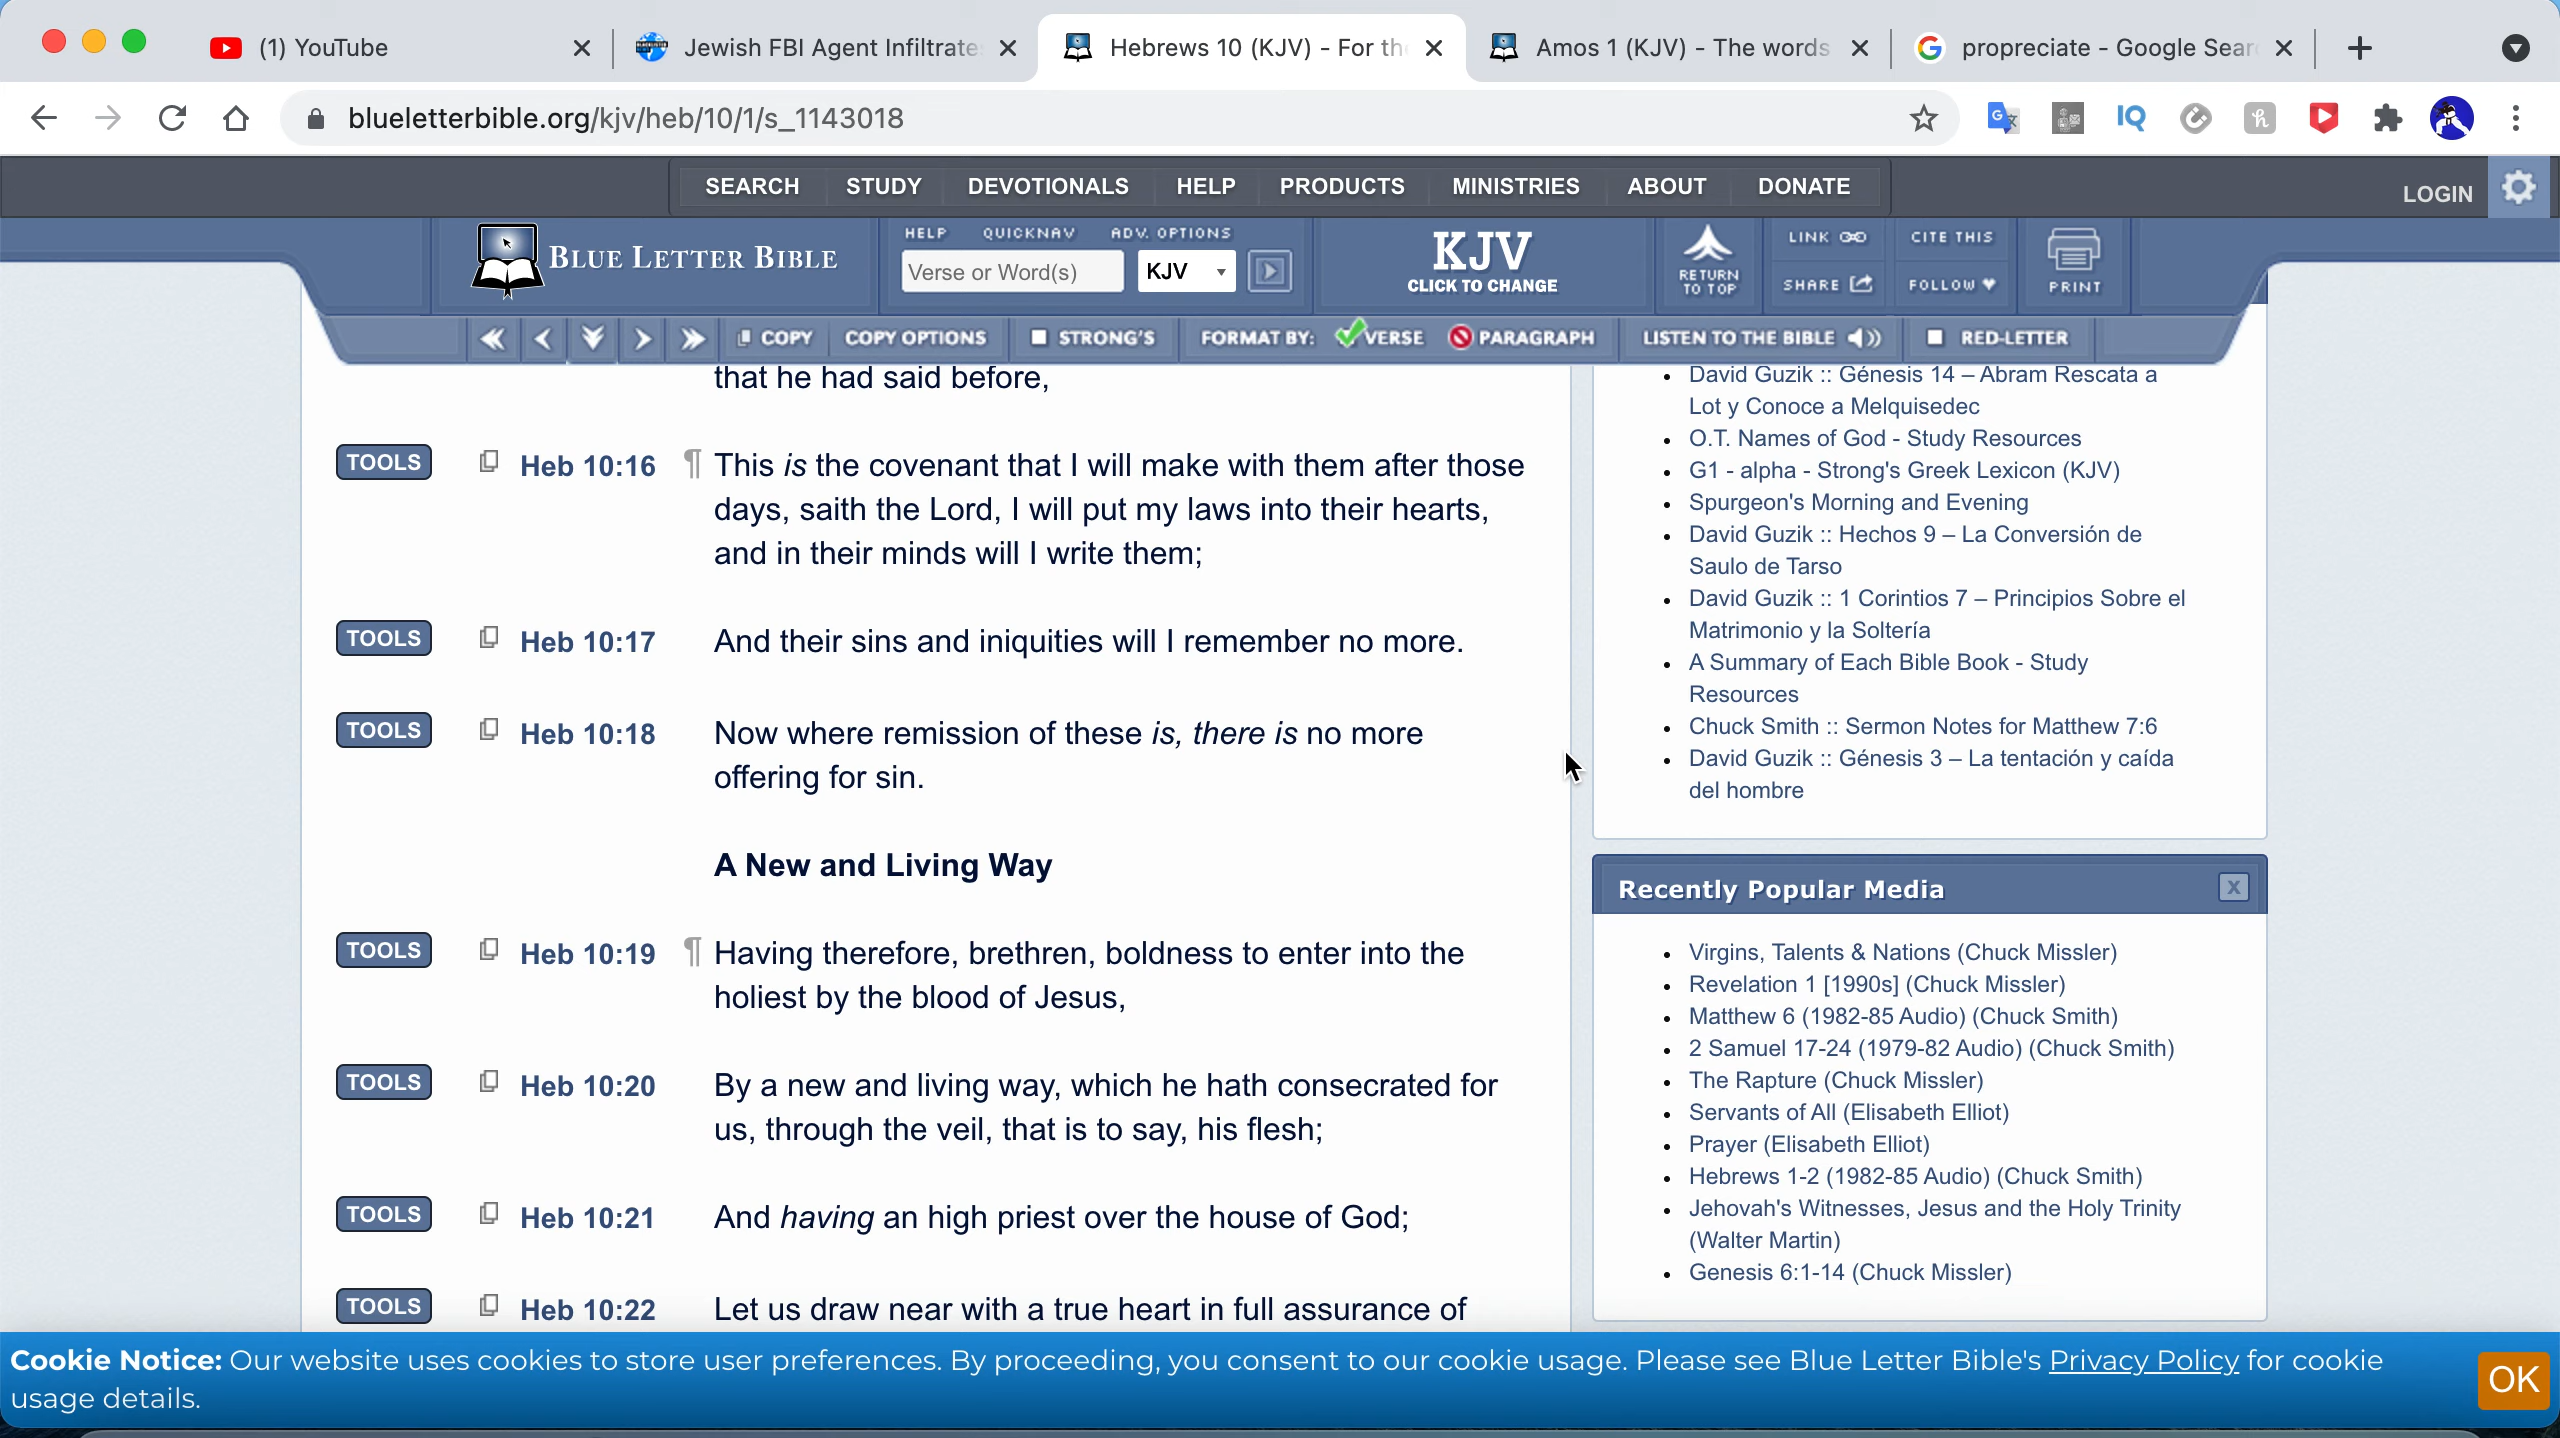 (1) YouTube
Jewish FBI Agent Infiltrate
Hebrews 10 (KJV) - For th
Amos 1 (KJV) - The words
propreciate - Google Sear
blueletterbible.org/kjv/heb/10/1/s_1143018
SEARCH STUDY DEVOTIONALS HELP PRODUCTS MINISTRIES ABOUT DONATE
LOGIN
BLUE LETTER BIBLE
HELP QUICKNAV ADV. OPTIONS
Verse or Word(s)
KJV
KJV
CLICK TO CHANGE
RETURN
TO TOP
LINK
CITE THIS
SHARE
FOLLOW
PRINT
COPY COPY OPTIONS STRONG'S FORMAT BY: VERSE PARAGRAPH LISTEN TO THE BIBLE RED-LETTER
that he had said before,
TOOLS Heb 10:16 ¶ This is the covenant that I will make with them after those
days, saith the Lord, I will put my laws into their hearts,
and in their minds will I write them;
TOOLS Heb 10:17 And their sins and iniquities will I remember no more.
TOOLS Heb 10:18 Now where remission of these is, there is no more
offering for sin.
A New and Living Way
TOOLS Heb 10:19 ¶ Having therefore, brethren, boldness to enter into the
holiest by the blood of Jesus,
TOOLS Heb 10:20 By a new and living way, which he hath consecrated for
us, through the veil, that is to say, his flesh;
TOOLS Heb 10:21 And having an high priest over the house of God;
TOOLS Heb 10:22 Let us draw near with a true heart in full assurance of
David Guzik :: Génesis 14 – Abram Rescata a
Lot y Conoce a Melquisedec
O.T. Names of God - Study Resources
G1 - alpha - Strong's Greek Lexicon (KJV)
Spurgeon's Morning and Evening
David Guzik :: Hechos 9 – La Conversión de
Saulo de Tarso
David Guzik :: 1 Corintios 7 – Principios Sobre el
Matrimonio y la Soltería
A Summary of Each Bible Book - Study
Resources
Chuck Smith :: Sermon Notes for Matthew 7:6
David Guzik :: Génesis 3 – La tentación y caída
del hombre
Recently Popular Media
X
Virgins, Talents & Nations (Chuck Missler)
Revelation 1 [1990s] (Chuck Missler)
Matthew 6 (1982-85 Audio) (Chuck Smith)
2 Samuel 17-24 (1979-82 Audio) (Chuck Smith)
The Rapture (Chuck Missler)
Servants of All (Elisabeth Elliot)
Prayer (Elisabeth Elliot)
Hebrews 1-2 (1982-85 Audio) (Chuck Smith)
Jehovah's Witnesses, Jesus and the Holy Trinity
(Walter Martin)
Genesis 6:1-14 (Chuck Missler)
Cookie Notice: Our website uses cookies to store user preferences. By proceeding, you consent to our cookie usage. Please see Blue Letter Bible's Privacy Policy for cookie
usage details.
OK